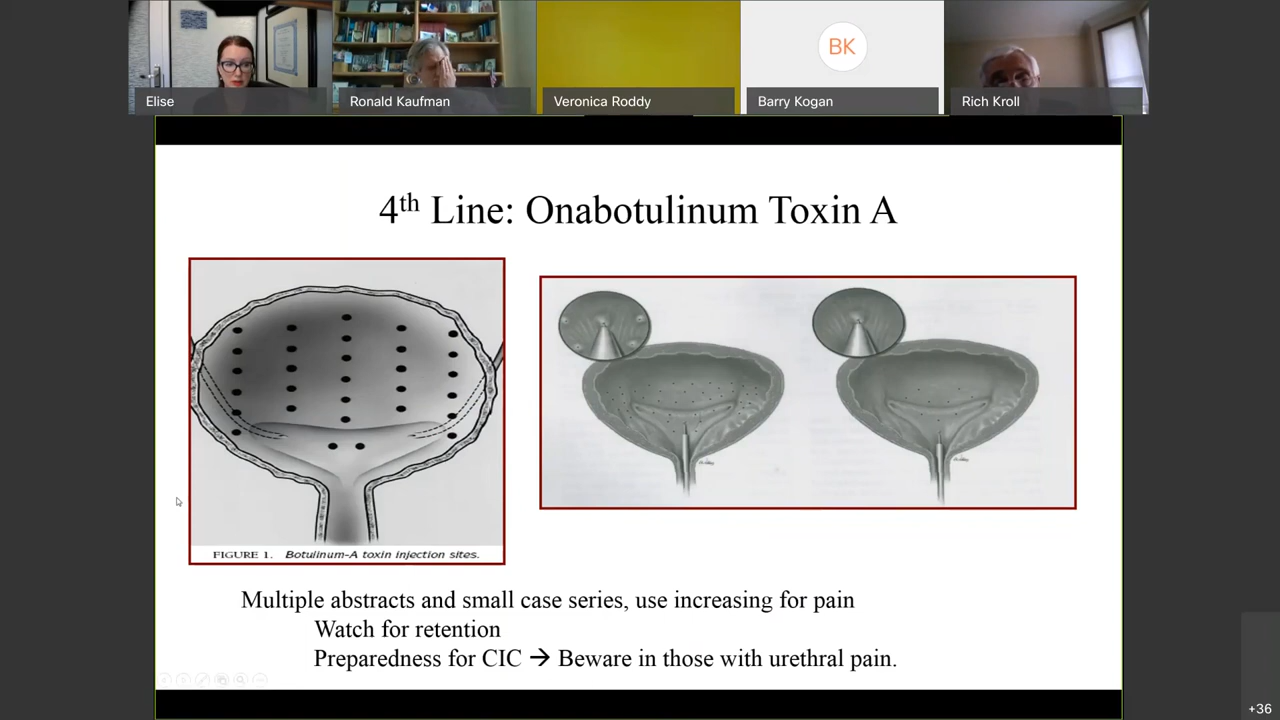 Elise
Ronald Kaufman
Veronica Roddy
BK
Barry Kogan
Rich Kroll
4th Line: Onabotulinum Toxin A
FIGURE 1. Botulinum-A toxin injection sites.
Multiple abstracts and small case series, use increasing for pain
Watch for retention
Preparedness for CIC → Beware in those with urethral pain.
+36